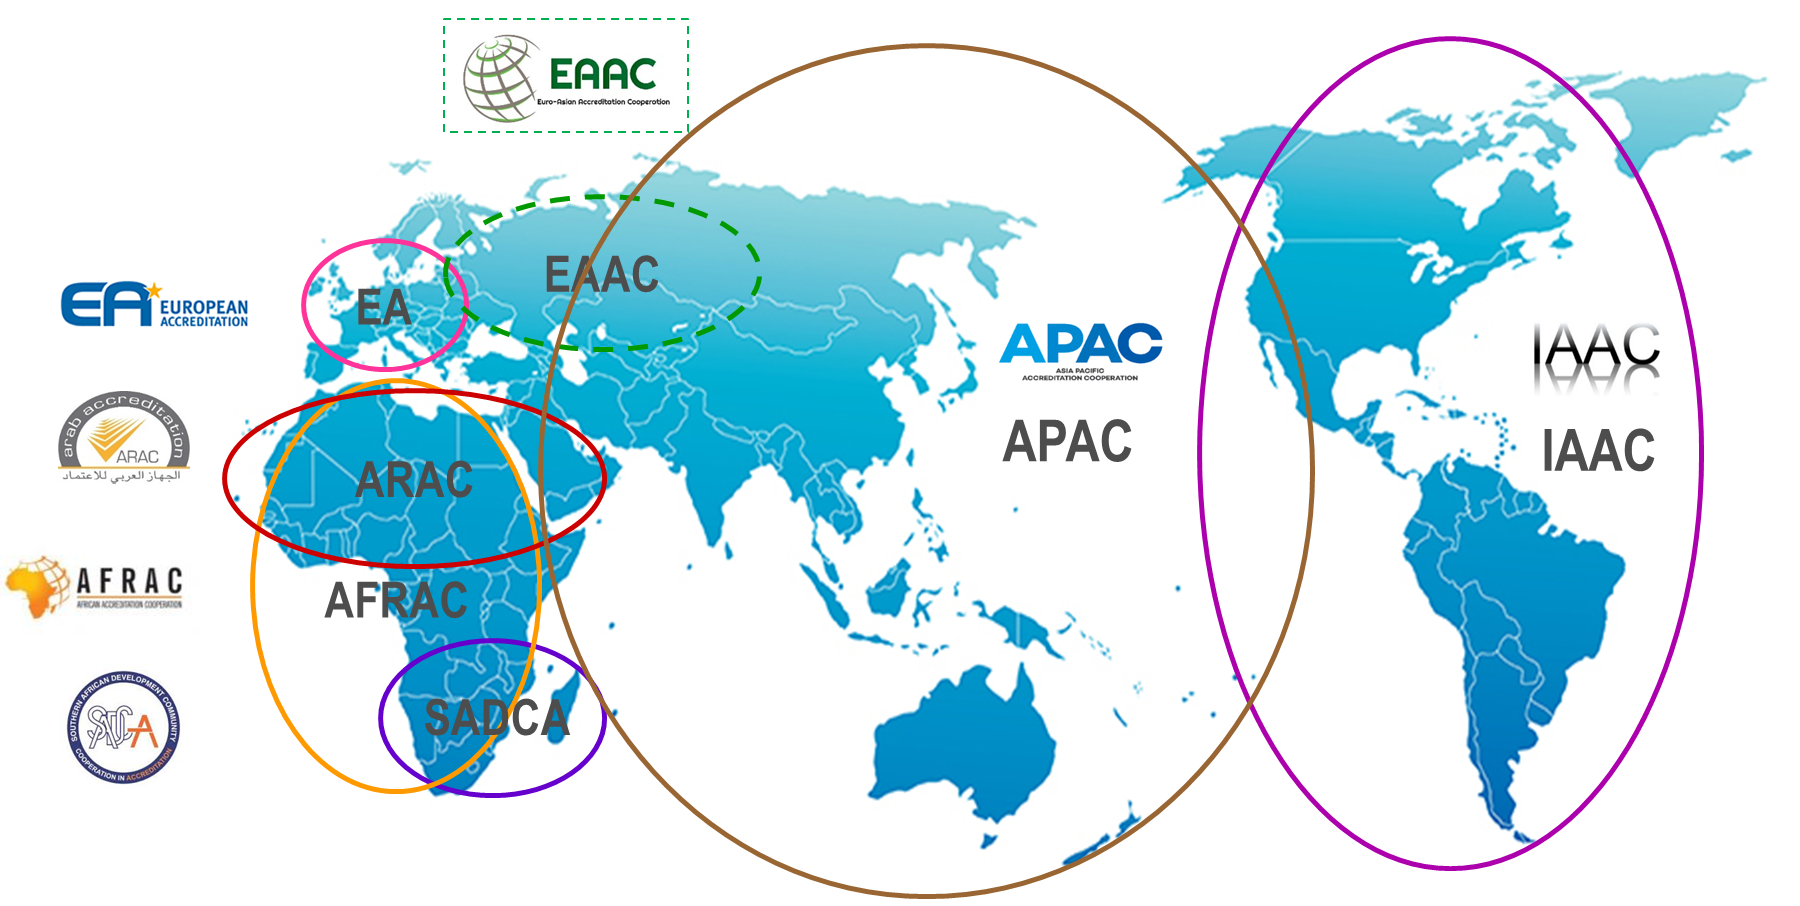 EAAC
Euro-Asian Accreditation Cooperation
EAAC
EA
EUROPEAN
ACCREDITATION
EA
APAC
ASIA PACIFIC
ACCREDITATION COOPERATION
APAC
IAAC
IAAC
arab accreditation
ARAC
الجهاز العربي للاعتماد
ARAC
AFRAC
AFRICAN ACCREDITATION COOPERATION
AFRAC
SOUTHERN AFRICAN DEVELOPMENT COMMUNITY
SADCA
COOPERATION IN ACCREDITATION
SADCA